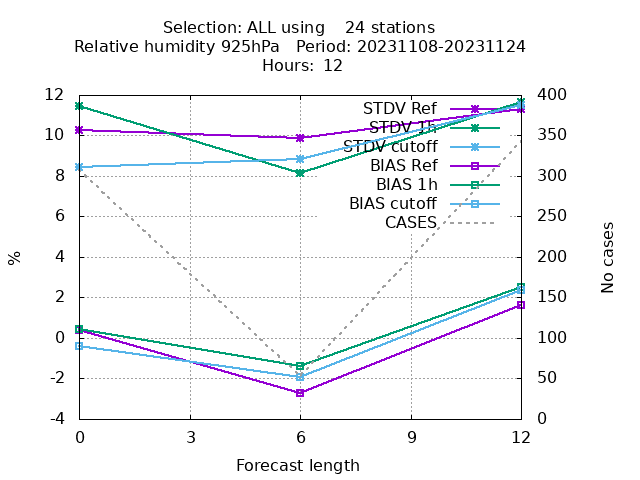 Selection: ALL using    24 stations
Relative humidity 925hPa   Period: 20231108-20231124
Hours: 12
STDV Ref
STDV 1h
STDV cutoff
BIAS Ref
BIAS 1h
BIAS cutoff
CASES
12
10
8
6
4
2
0
-2
-4
%
400
350
300
250
200
150
100
50
0
No cases
0 3 6 9 12
Forecast length